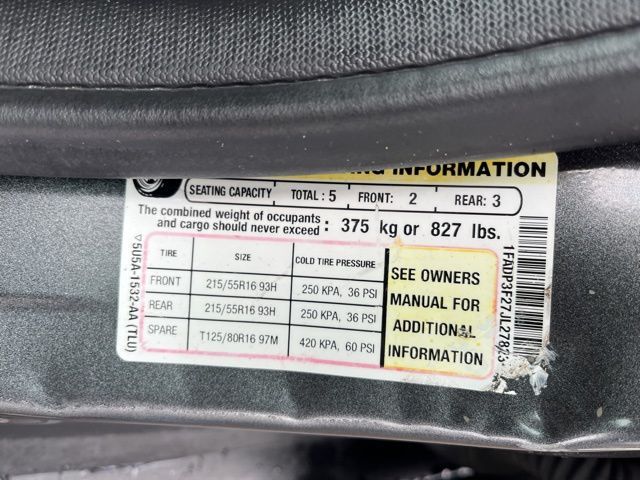 INFORMATION
SEATING CAPACITY TOTAL : 5 FRONT: 2 REAR: 3
The combined weight of occupants
and cargo should never exceed : 375 kg or 827 lbs.
TIRE SIZE COLD TIRE PRESSURE
FRONT 215/55R16 93H 250 KPA, 36 PSI
REAR 215/55R16 93H 250 KPA, 36 PSI
SPARE T125/80R16 97M 420 KPA, 60 PSI
SEE OWNERS
MANUAL FOR
ADDITIONAL
INFORMATION
5U5A-1532-AA (TLU)